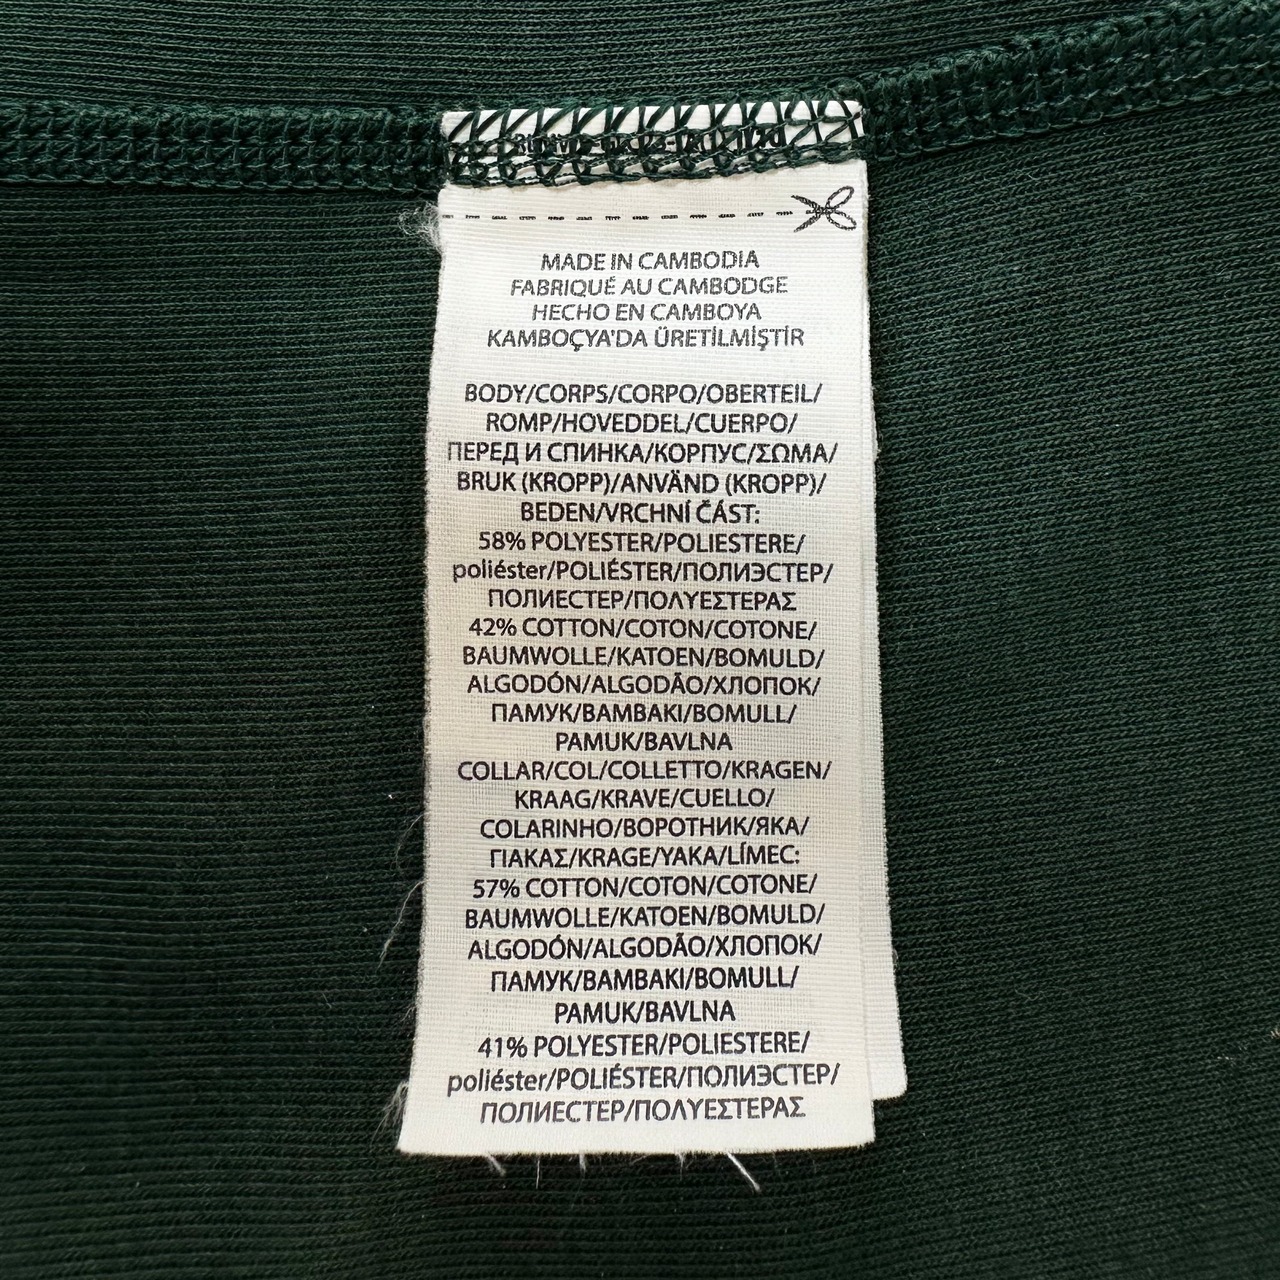 MADE IN CAMBODIA
FABRIQUÉ AU CAMBODGE
HECHO EN CAMBOYA
KAMBOÇYA'DA ÜRETİLMİŞTİR
BODY/CORPS/CORPO/OBERTEIL/
ROMP/HOVEDDEL/CUERPO/
ПЕРЕД И СПИНКА/КОРПУС/ΣΩΜΑ/
BRUK (KROPP)/ANVÄND (KROPP)/
BEDEN/VRCHNÍ ČÁST:
58% POLYESTER/POLIESTERE/
poliéster/POLIÉSTER/ПОЛИЭСТЕР/
ПОЛИЕСТЕР/ΠΟΛΥΕΣΤΕΡΑΣ
42% COTTON/COTON/COTONE/
BAUMWOLLE/KATOEN/BOMULD/
ALGODÓN/ALGODÃO/ХЛОПОК/
ПАМУК/ΒΑΜΒΑΚΙ/BOMULL/
PAMUK/BAVLNA
COLLAR/COL/COLLETTO/KRAGEN/
KRAAG/KRAVE/CUELLO/
COLARINHO/ВОРОТНИК/ЯКА/
ΓΙΑΚΑΣ/KRAGE/YAKA/LÍMEC:
57% COTTON/COTON/COTONE/
BAUMWOLLE/KATOEN/BOMULD/
ALGODÓN/ALGODÃO/ХЛОПОК/
ПАМУК/ΒΑΜΒΑΚΙ/BOMULL/
PAMUK/BAVLNA
41% POLYESTER/POLIESTERE/
poliéster/POLIÉSTER/ПОЛИЭСТЕР/
ПОЛИЕСТЕР/ΠΟΛΥΕΣΤΕΡΑΣ